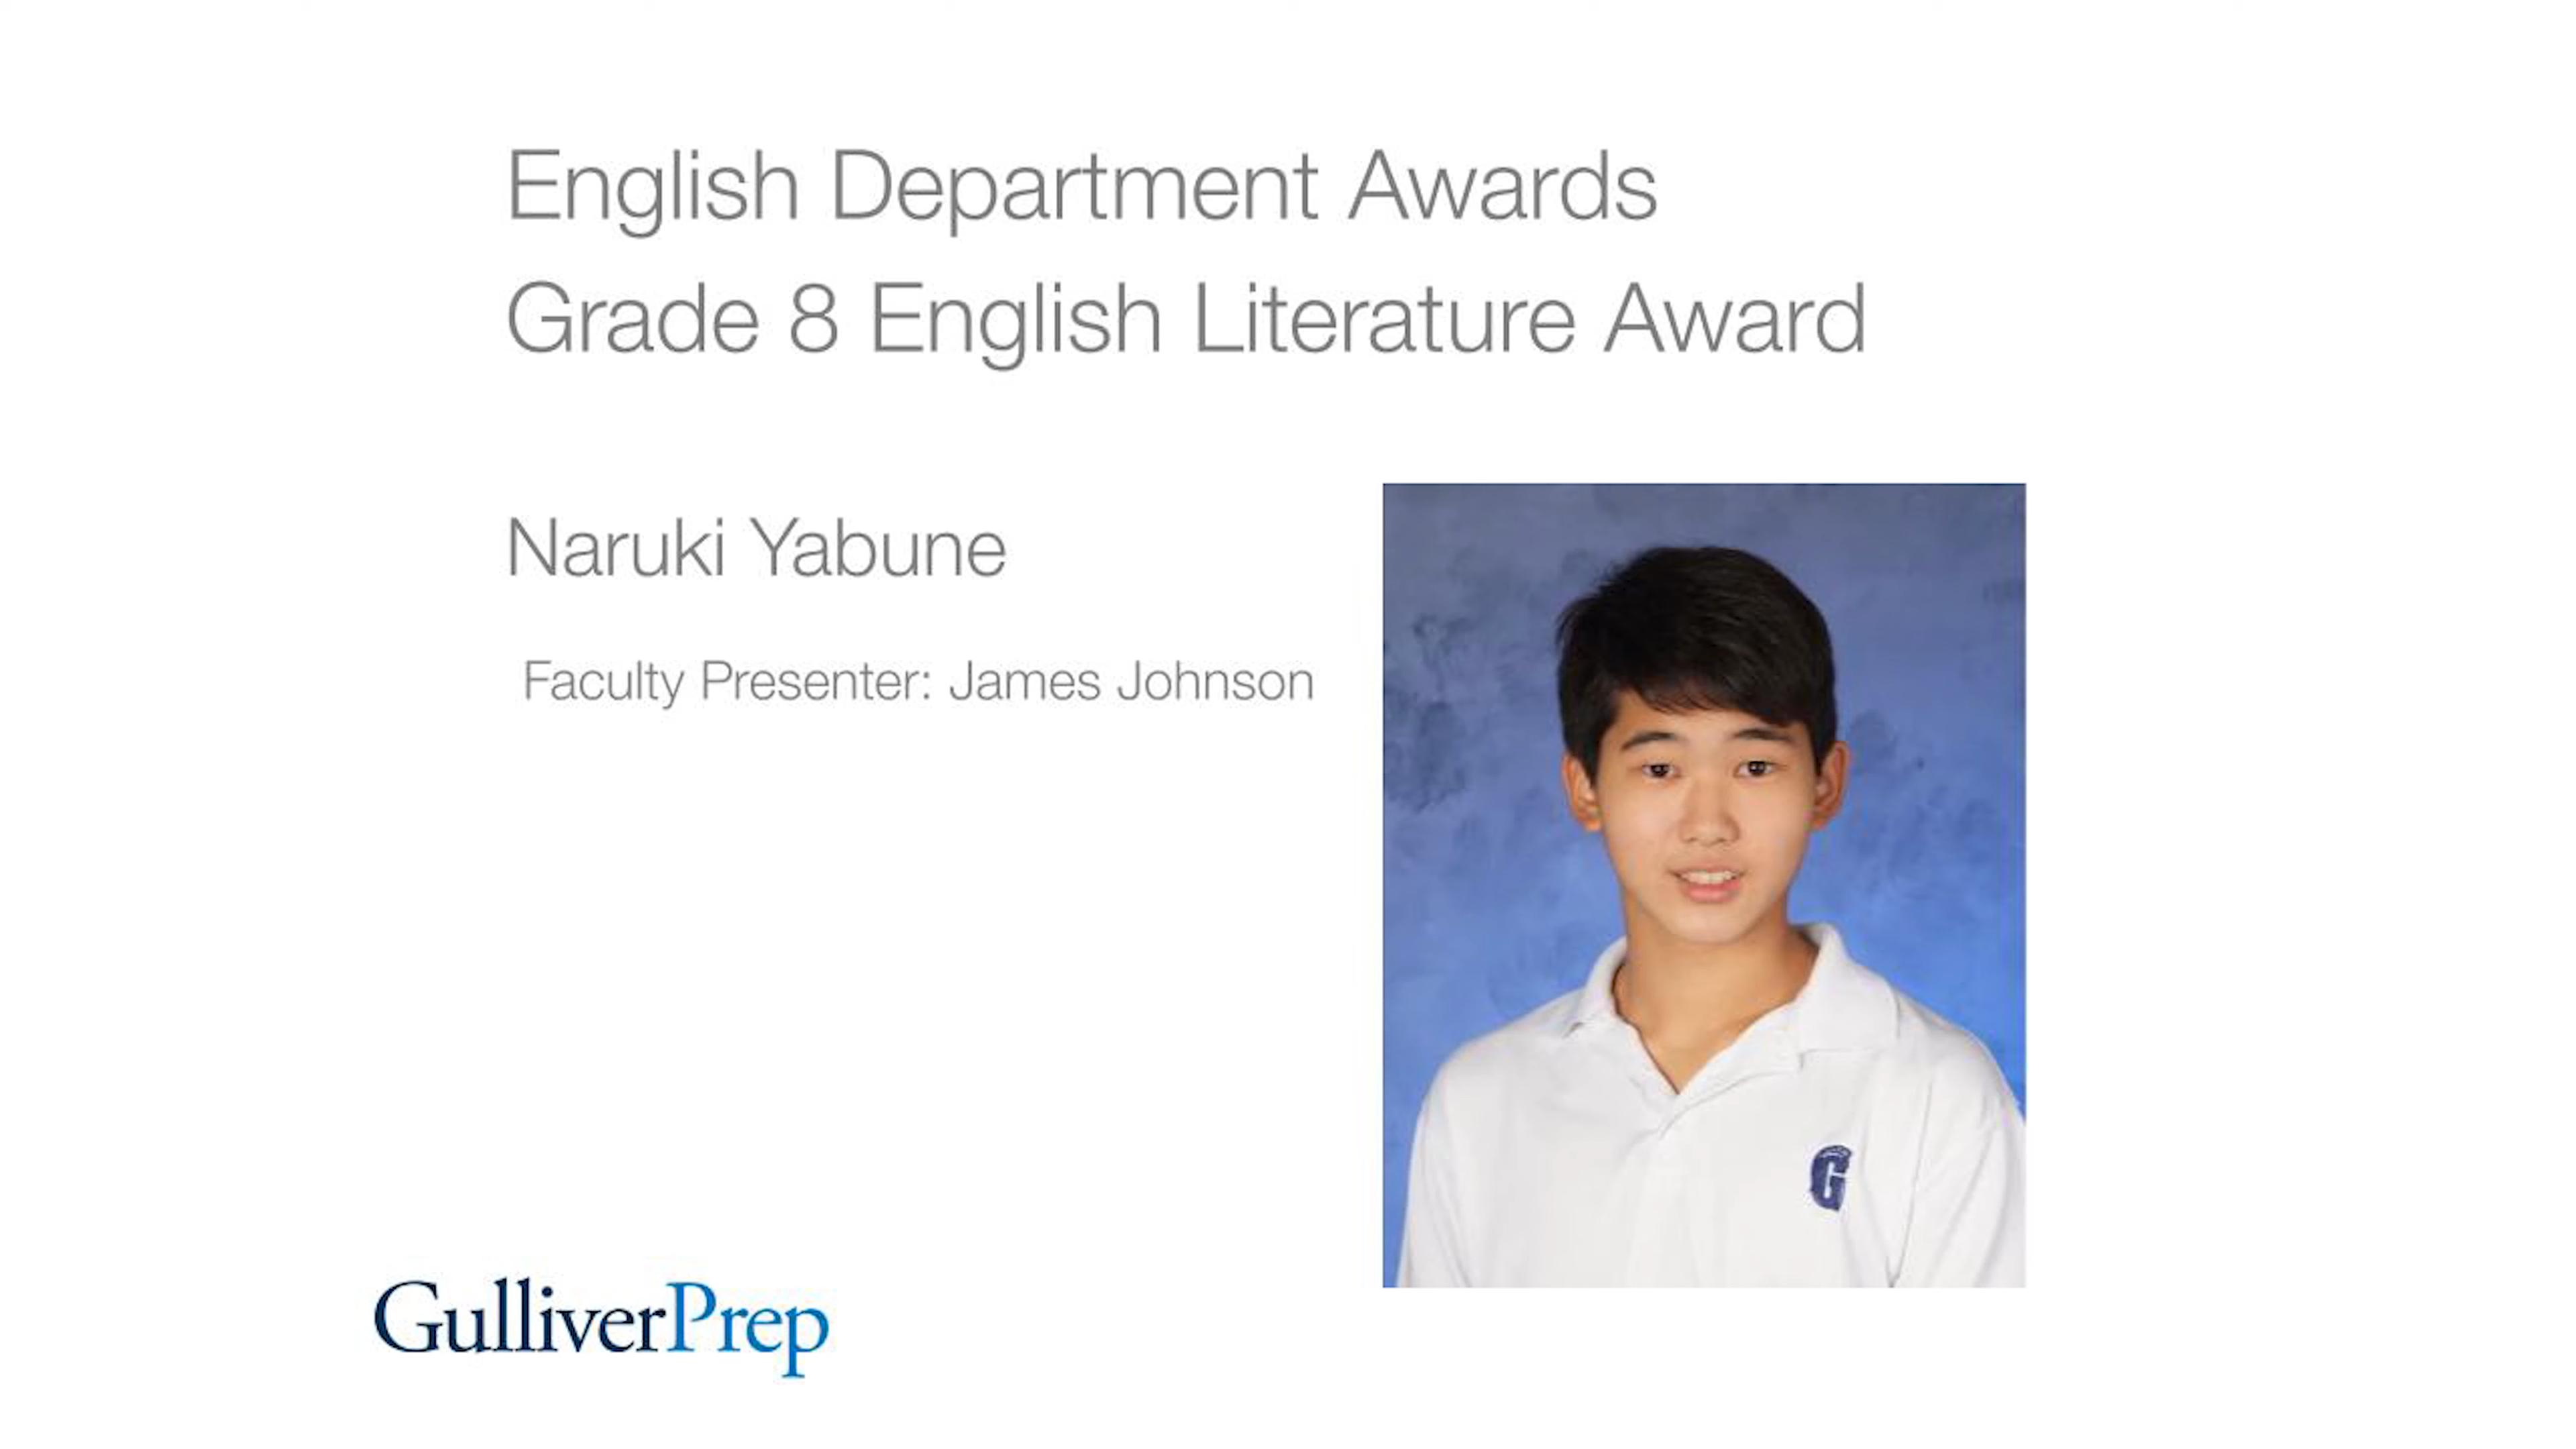 English Department Awards
Grade 8 English Literature Award
Naruki Yabune
Faculty Presenter: James Johnson
G
GulliverPrep